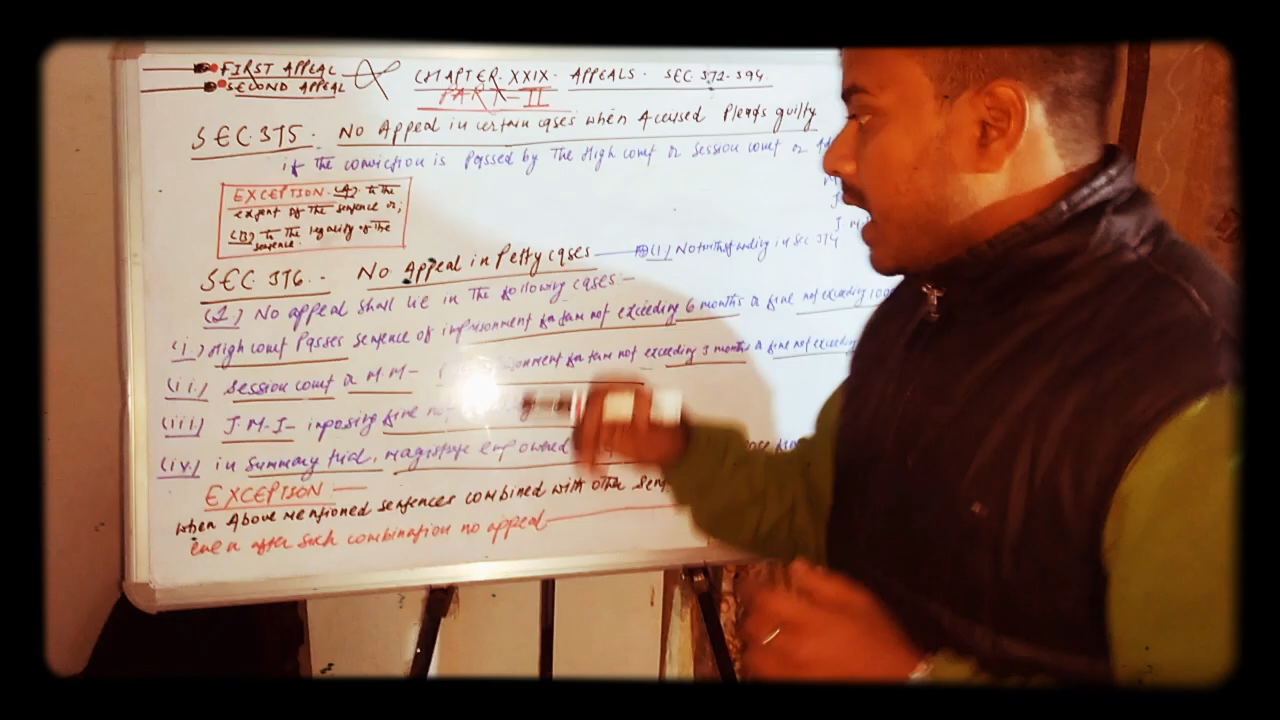 FIRST APPEAL
SECOND APPEAL
CHAPTER. XXIX. APPEALS. SEC. 372-394.
PART-II
SEC. 375. No Appeal in certain cases when Accused Pleads guilty
if the conviction is Passed by The High court or Session court or
EXCEPTION. (A) to the
extent of the sentence or;
(B) to the legality of the
sentence.
SEC. 376. No Appeal in Petty cases (1) Notwithstanding in Sec 374
(2) No appeal shall lie in the following cases:-
(i) High court Passes sentence of imprisonment for term not exceeding 6 months or fine not exceeding
(ii) Session court or M.M- for term not exceeding 3 months or fine not exceeding
(iii) J.M.I- imposing fine
(iv.) in summary trial, magistrate empowered
EXCEPTION —
when Above mentioned sentences combined with other
even after such combination no appeal